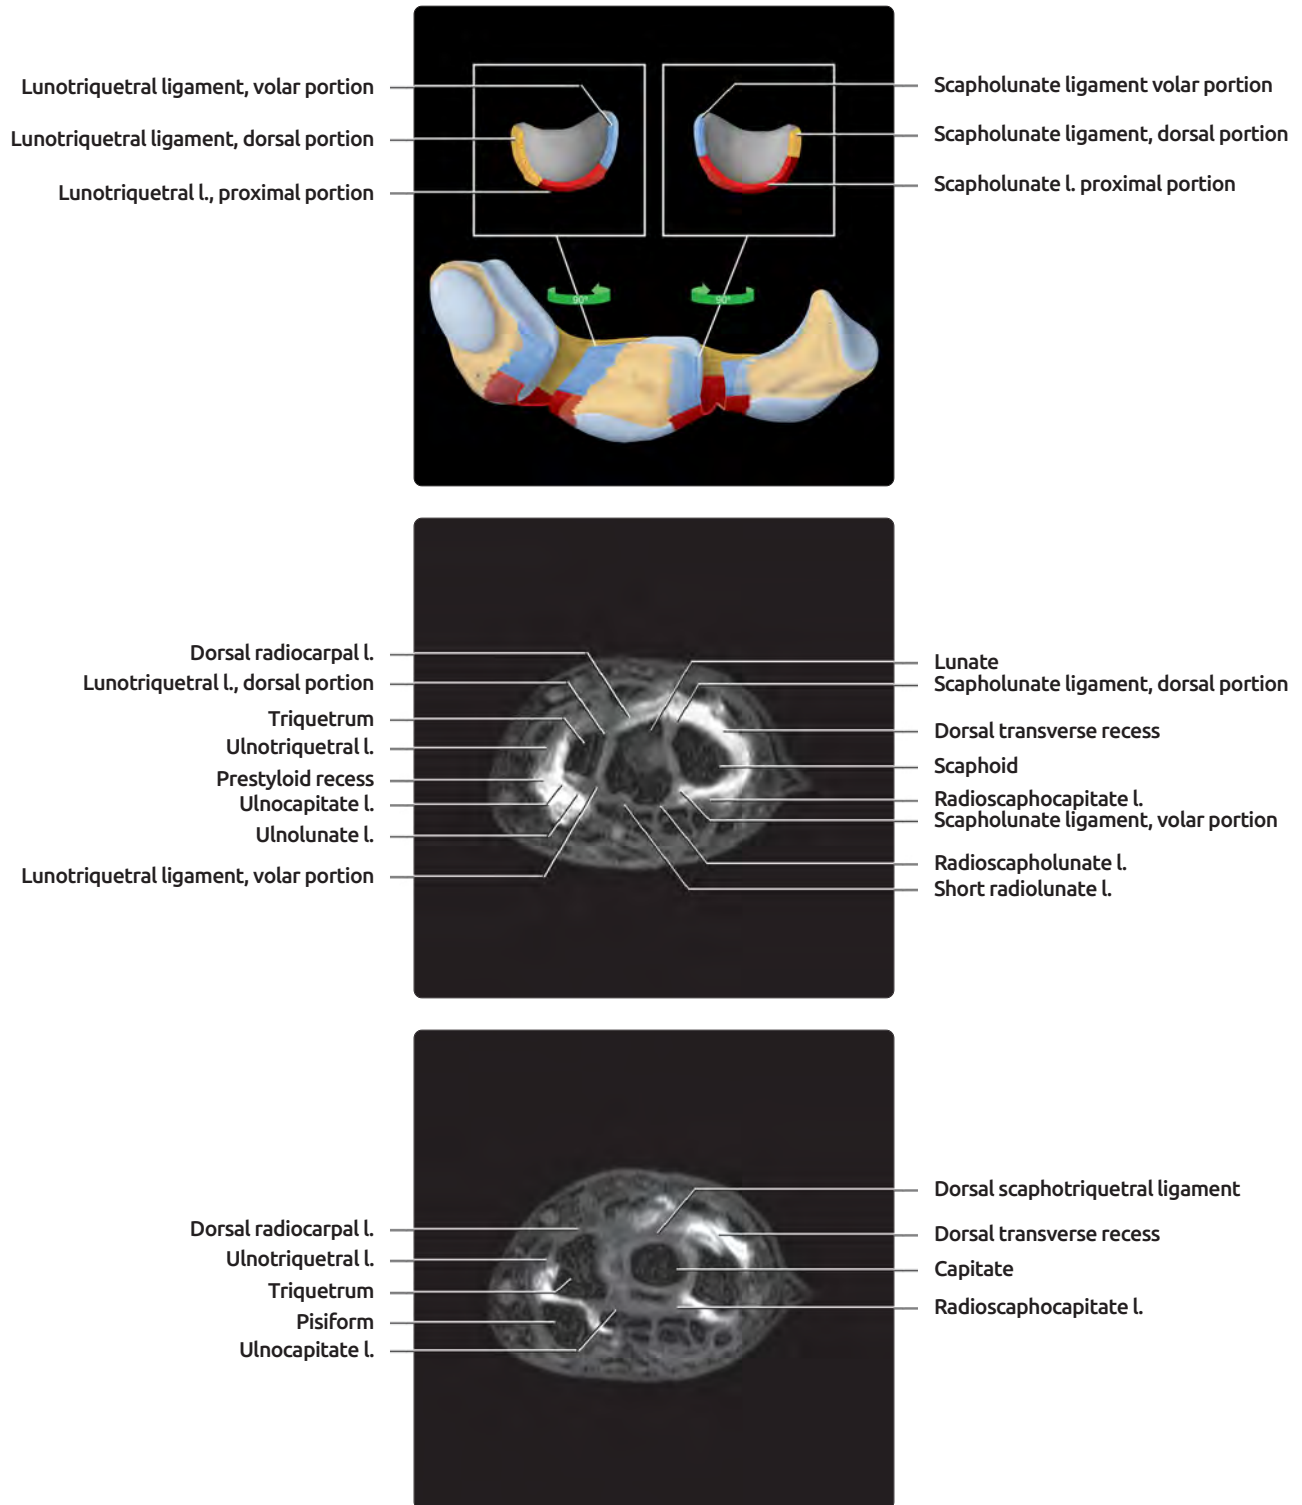 Lunotriquetral ligament, volar portion
Lunotriquetral ligament, dorsal portion
Lunotriquetral l., proximal portion
Scapholunate ligament volar portion
Scapholunate ligament, dorsal portion
Scapholunate l. proximal portion
90°
90°
Dorsal radiocarpal l.
Lunotriquetral l., dorsal portion
Triquetrum
Ulnotriquetral l.
Prestyloid recess
Ulnocapitate l.
Ulnolunate l.
Lunotriquetral ligament, volar portion
Lunate
Scapholunate ligament, dorsal portion
Dorsal transverse recess
Scaphoid
Radioscaphocapitate l.
Scapholunate ligament, volar portion
Radioscapholunate l.
Short radiolunate l.
Dorsal radiocarpal l.
Ulnotriquetral l.
Triquetrum
Pisiform
Ulnocapitate l.
Dorsal scaphotriquetral ligament
Dorsal transverse recess
Capitate
Radioscaphocapitate l.